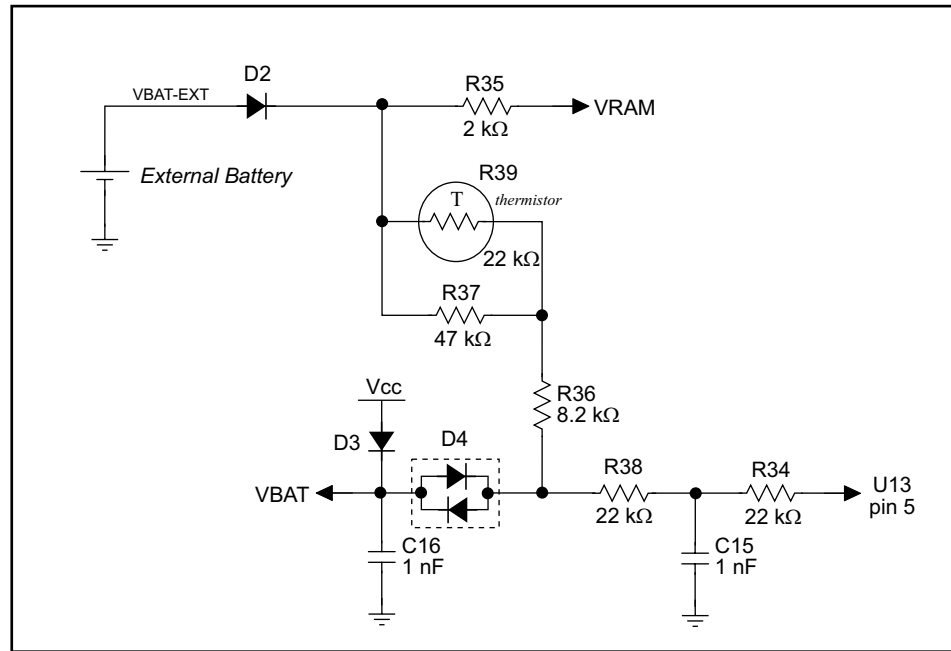 D2
VBAT-EXT
R35
2 kΩ
VRAM
External Battery
R39
T
thermistor
22 kΩ
R37
47 kΩ
R36
8.2 kΩ
Vcc
D3
D4
VBAT
R38
22 kΩ
R34
22 kΩ
U13
pin 5
C16
1 nF
C15
1 nF